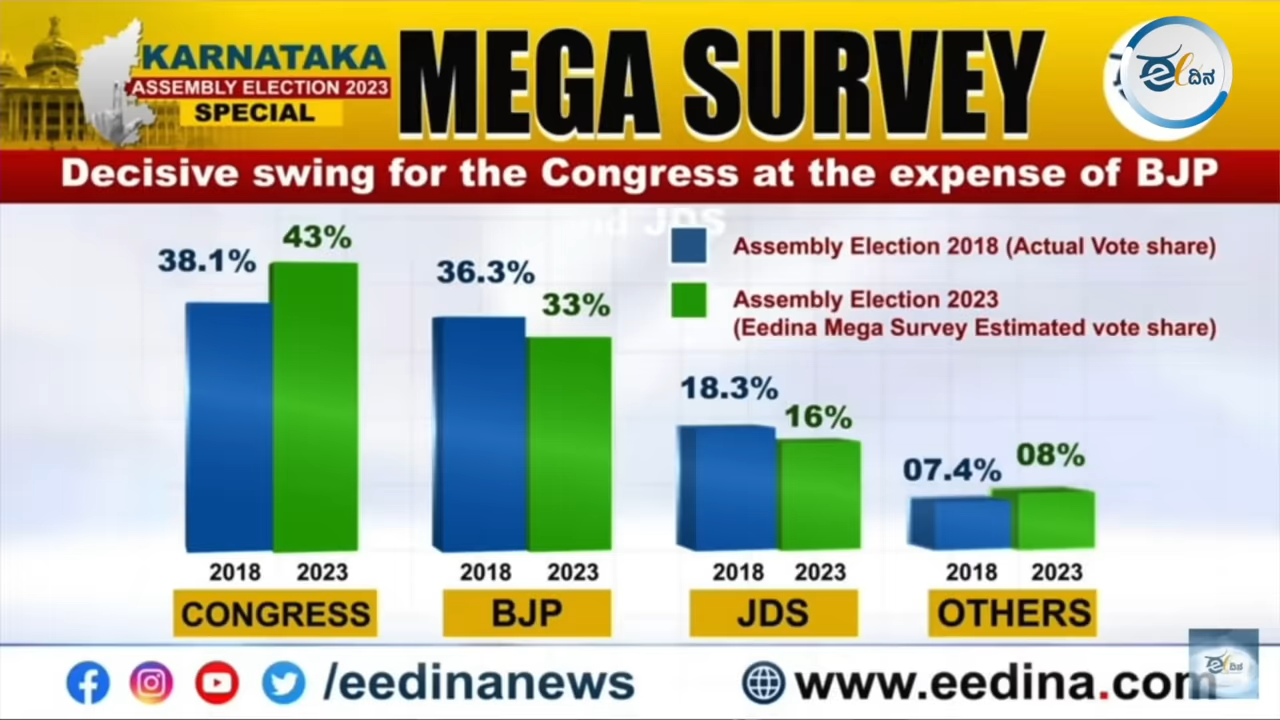 KARNATAKA
ASSEMBLY ELECTION 2023
SPECIAL
MEGA SURVEY
ಈ ದಿನ
Decisive swing for the Congress at the expense of BJP
and JDS
Assembly Election 2018 (Actual Vote share)
Assembly Election 2023
(Eedina Mega Survey Estimated vote share)
38.1% 43% 36.3% 33% 18.3% 16% 07.4% 08%
2018 2023 2018 2023 2018 2023 2018 2023
CONGRESS BJP JDS OTHERS
/eedinanews www.eedina.com
ಈ ದಿನ